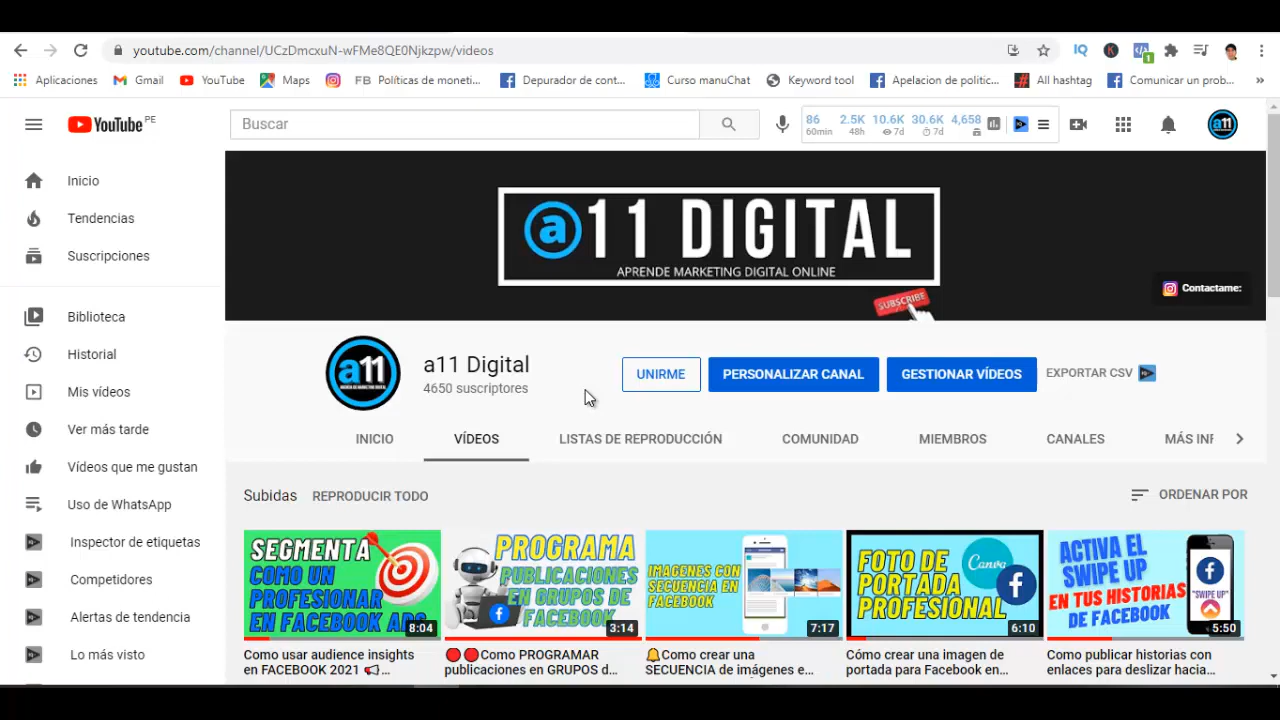 youtube.com/channel/UCzDmcxuN-wFMe8QE0Njkzpw/videos
IQ
K
1
Aplicaciones
Gmail
YouTube
Maps
FB Políticas de moneti...
Depurador de cont...
Curso manuChat
Keyword tool
Apelacion de politic...
All hashtag
Comunicar un prob...
»
YouTube PE
Buscar
86 2.5K 10.6K 30.6K 4,658
60min 48h 7d 7d
a11
Inicio
Tendencias
Suscripciones
Biblioteca
Historial
Mis vídeos
Ver más tarde
Vídeos que me gustan
Uso de WhatsApp
Inspector de etiquetas
Competidores
Alertas de tendencia
Lo más visto
@11 DIGITAL
APRENDE MARKETING DIGITAL ONLINE
SUBSCRIBE
Contactame:
a11
a11 Digital
4650 suscriptores
UNIRME
PERSONALIZAR CANAL
GESTIONAR VÍDEOS
EXPORTAR CSV
INICIO
VÍDEOS
LISTAS DE REPRODUCCIÓN
COMUNIDAD
MIEMBROS
CANALES
MÁS INF
Subidas
REPRODUCIR TODO
ORDENAR POR
SEGMENTA
COMO UN
PROFESIONAL
EN FACEBOOK ADS
8:04
Como usar audience insights
en FACEBOOK 2021 📢...
PROGRAMA
PUBLICACIONES
EN GRUPOS DE
FACEBOOK
3:14
🔴🔴Como PROGRAMAR
publicaciones en GRUPOS d...
IMAGENES CON
SECUENCIA EN
FACEBOOK
7:17
🔔Como crear una
SECUENCIA de imágenes e...
FOTO DE
PORTADA
PROFESIONAL
Canva
6:10
Cómo crear una imagen de
portada para Facebook en...
ACTIVA EL
SWIPE UP
EN TUS HISTORIAS
DE FACEBOOK
"SWIPE UP"
5:50
Como publicar historias con
enlaces para deslizar hacia...